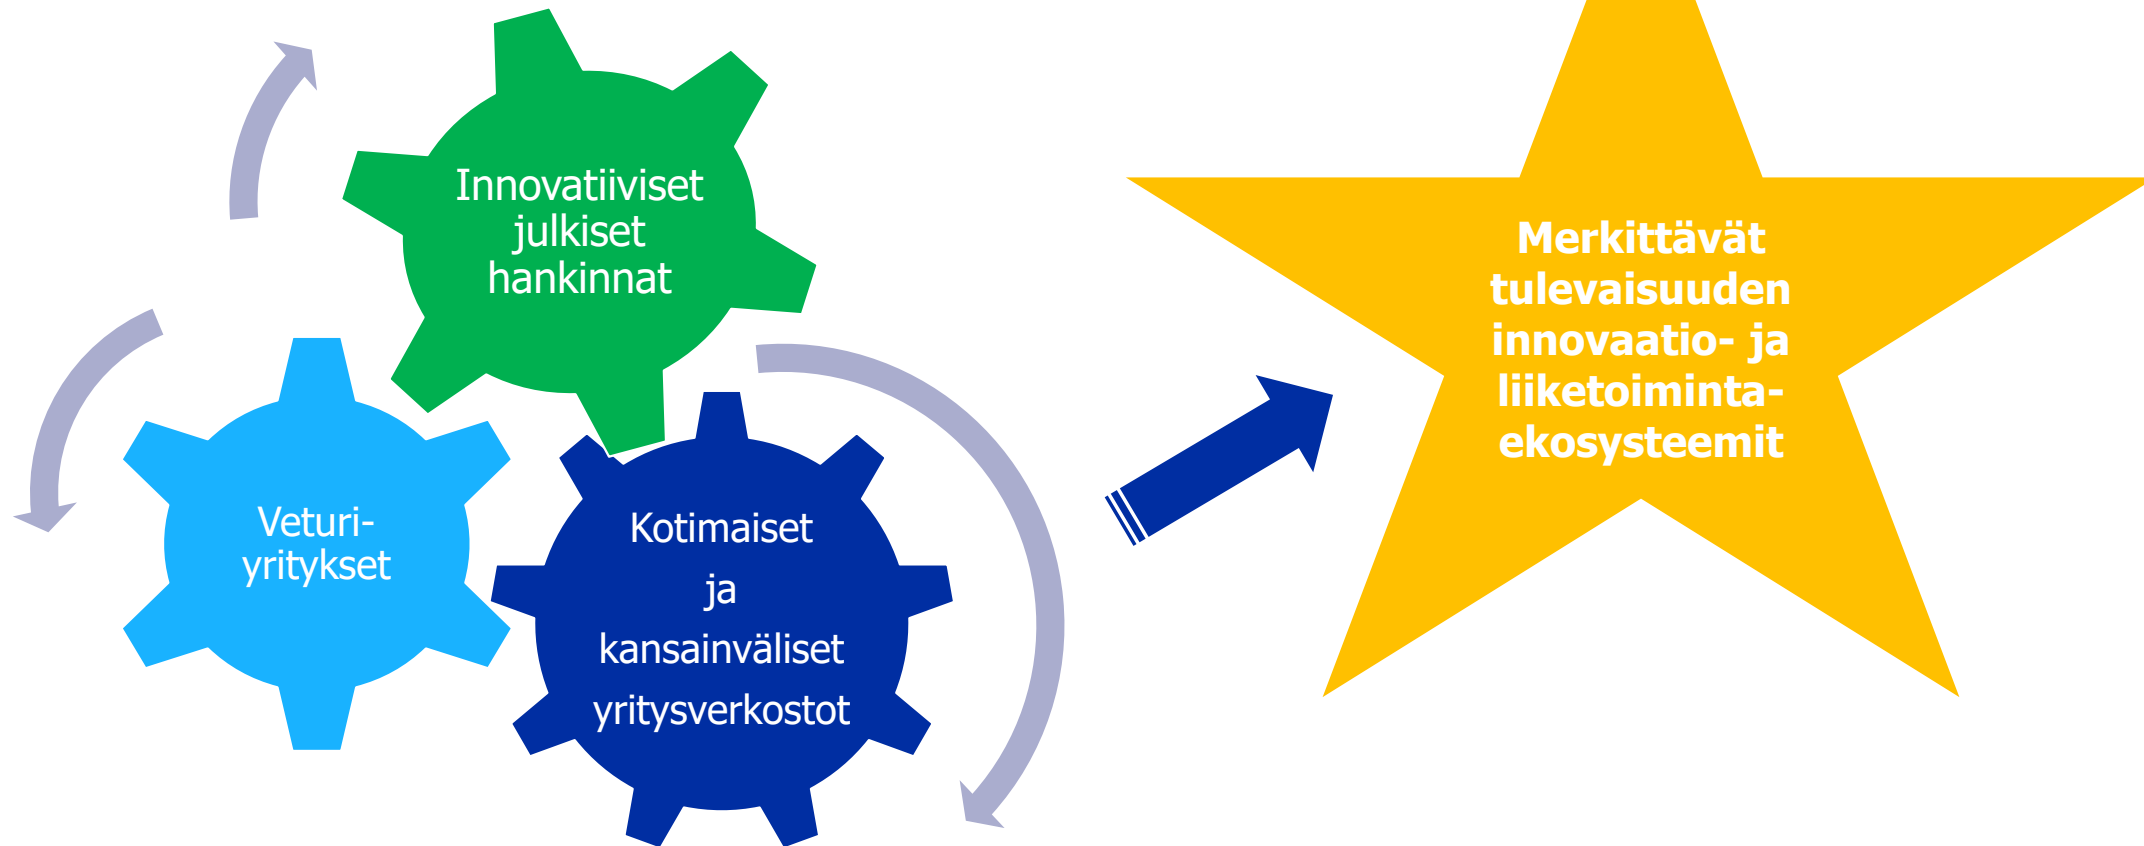 Innovatiiviset
julkiset
hankinnat
Veturi-
yritykset
Kotimaiset
ja
kansainväliset
yritysverkostot
Merkittävät
tulevaisuuden
innovaatio- ja
liiketoiminta-
ekosysteemit